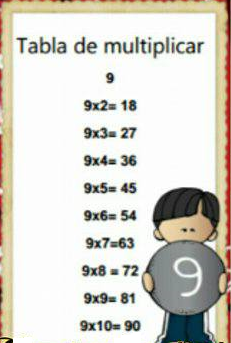 Tabla de multiplicar
9
9x2= 18
9x3= 27
9x4= 36
9x5= 45
9x6= 54
9x7=63
9x8 = 72
9x9= 81
9x10= 90
9